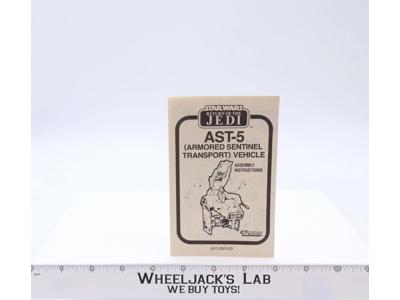 STAR WARS
RETURN OF THE
JEDI
AST-5
(ARMORED SENTINEL
TRANSPORT) VEHICLE
ASSEMBLY
INSTRUCTIONS
Kenner
WHEELJACK'S LAB
WE BUY TOYS!